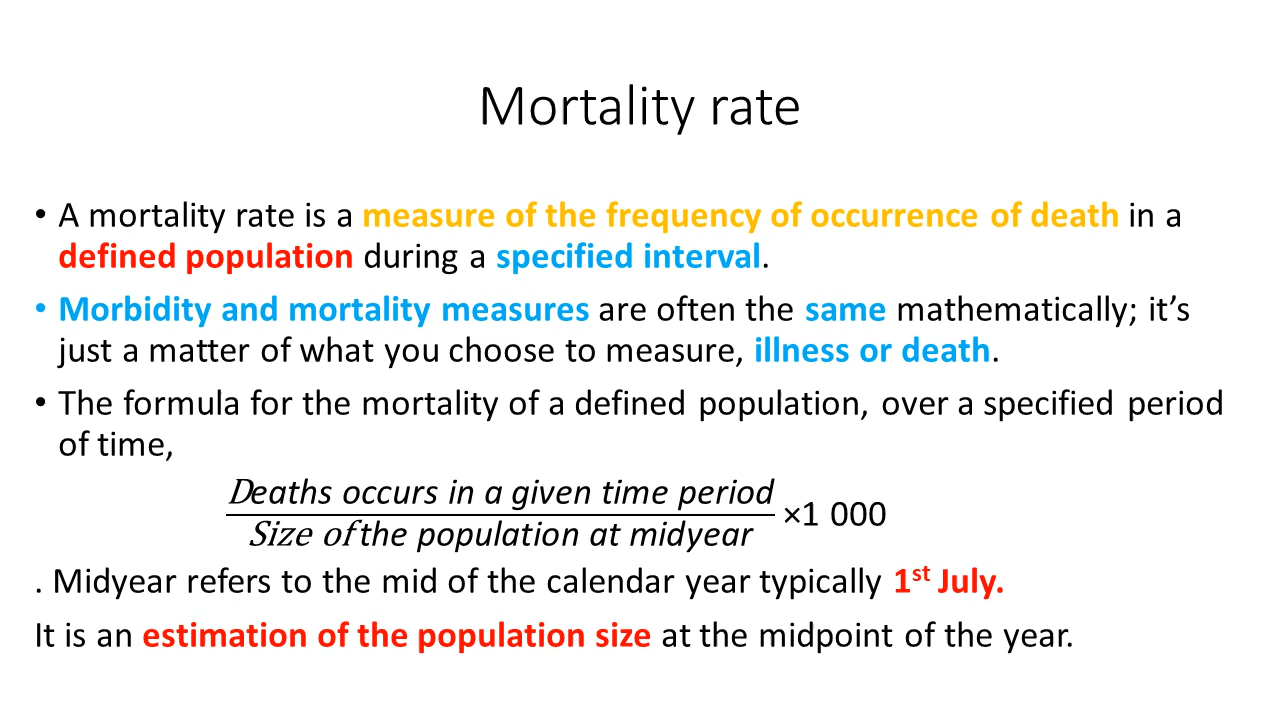 Mortality rate
• A mortality rate is a measure of the frequency of occurrence of death in a
defined population during a specified interval.
• Morbidity and mortality measures are often the same mathematically; it’s
just a matter of what you choose to measure, illness or death.
• The formula for the mortality of a defined population, over a specified period
of time,
Deaths occurs in a given time period
Size of the population at midyear
×1 000
. Midyear refers to the mid of the calendar year typically 1st July.
It is an estimation of the population size at the midpoint of the year.